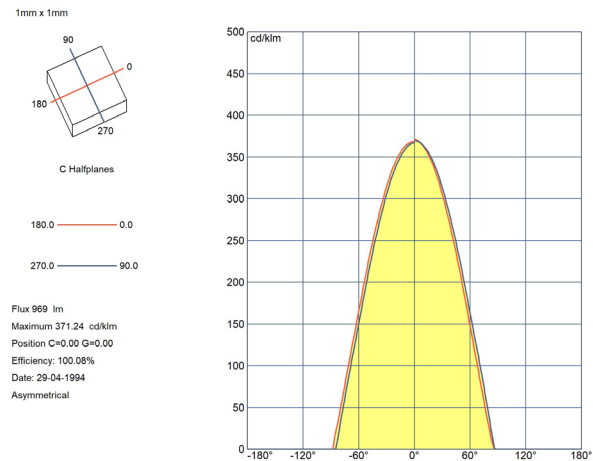 1mm x 1mm
90
0
180
270
C Halfplanes
180.0 0.0
270.0 90.0
Flux 969 lm
Maximum 371.24 cd/klm
Position C=0.00 G=0.00
Efficiency: 100.08%
Date: 29-04-1994
Asymmetrical
500
cd/klm
450
400
350
300
250
200
150
100
50
0
-180° -120° -60° 0° 60° 120° 180°